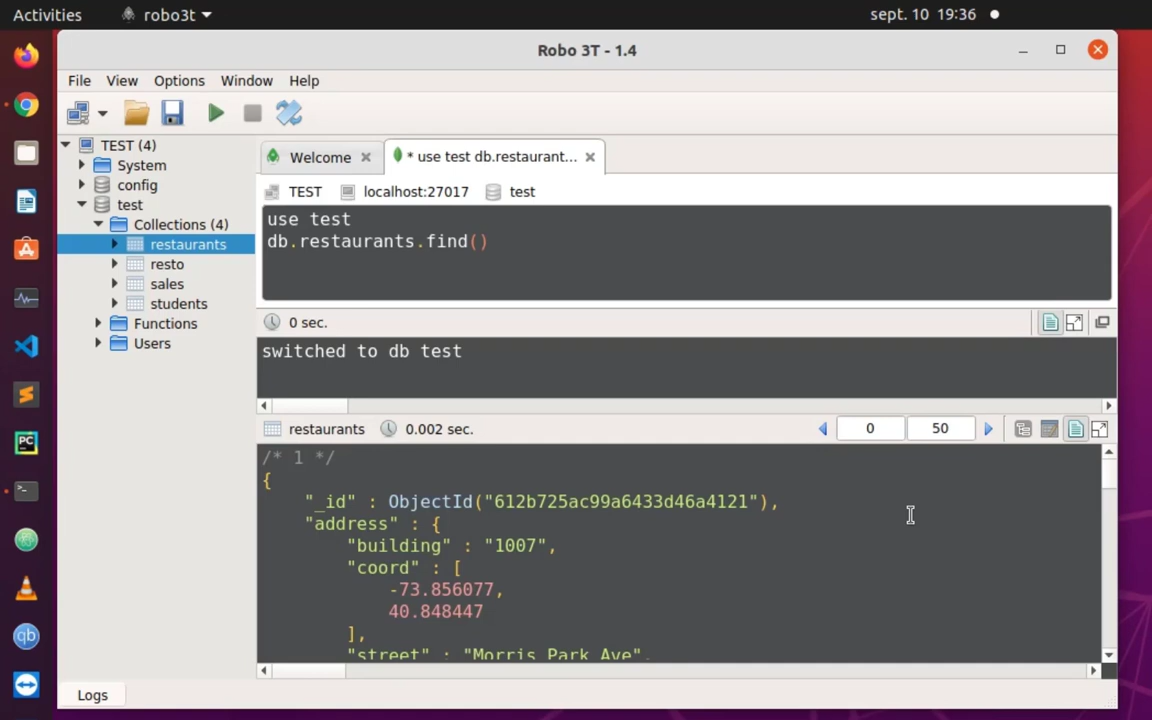 Activities
robo3t
sept. 10 19:36
Robo 3T - 1.4
File View Options Window Help
TEST (4)
System
config
test
Collections (4)
restaurants
resto
sales
students
Functions
Users
Welcome
* use test db.restaurant...
TEST localhost:27017 test
use test
db.restaurants.find()
0 sec.
switched to db test
restaurants 0.002 sec. 0 50
/* 1 */
{
"_id" : ObjectId("612b725ac99a6433d46a4121"),
"address" : {
"building" : "1007",
"coord" : [
-73.856077,
40.848447
],
"street" : "Morris Park Ave",
Logs
PC
qb